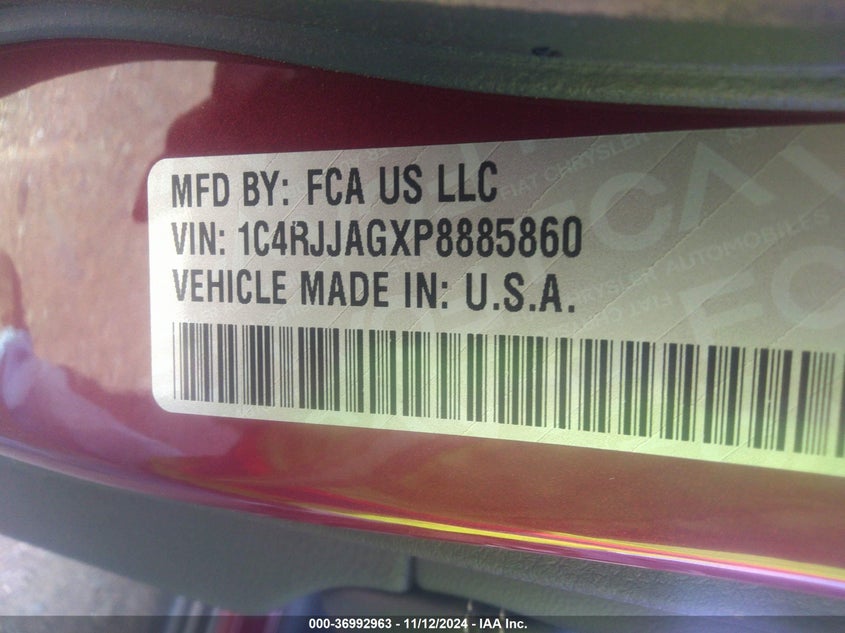 MFD BY: FCA US LLC
VIN: 1C4RJJAGXP8885860
VEHICLE MADE IN: U.S.A.
000-36992963 - 11/12/2024 - IAA Inc.